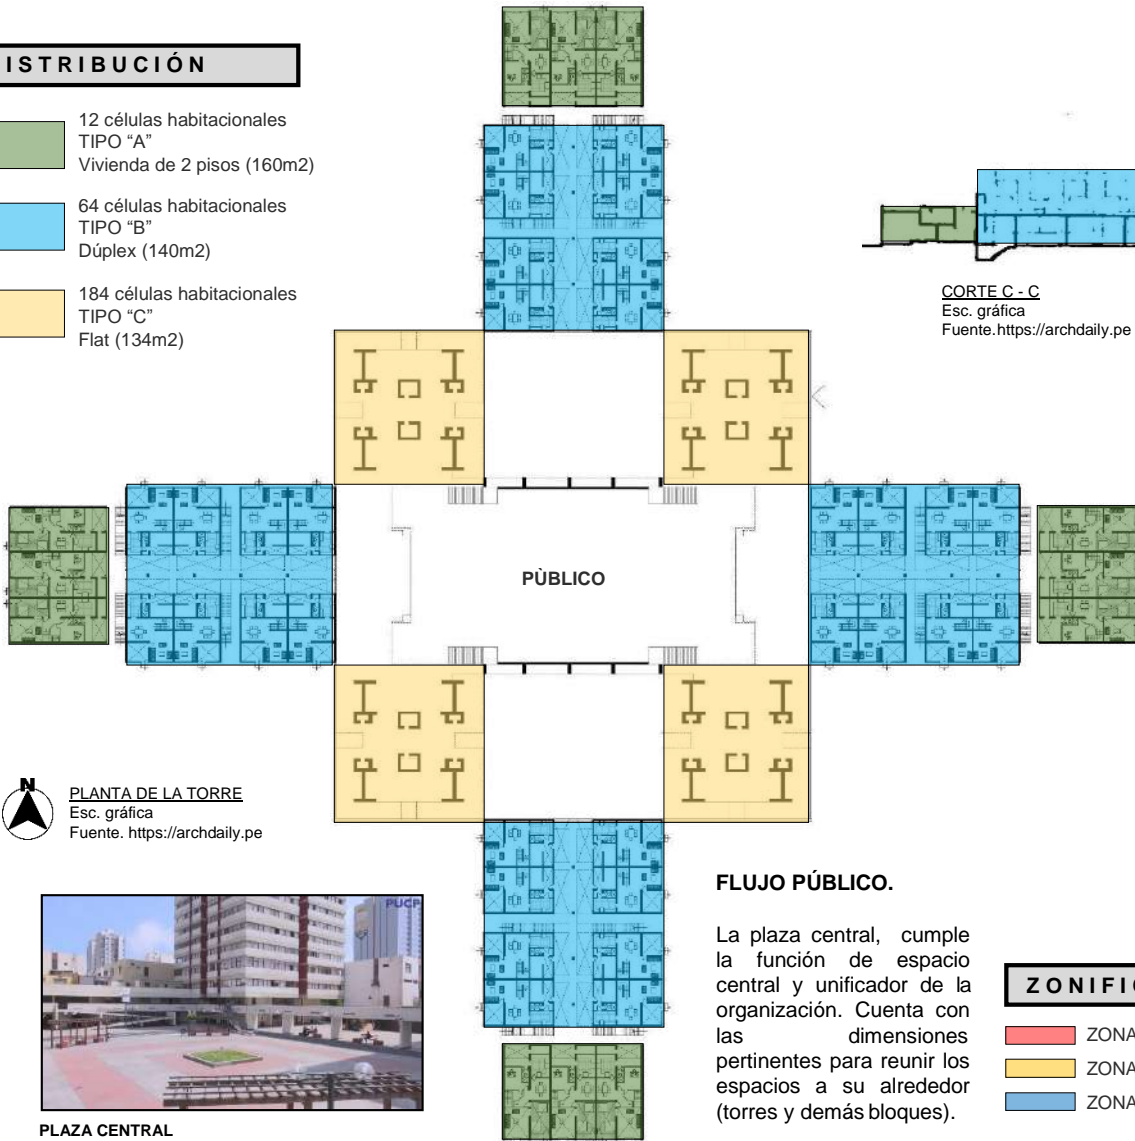 ISTRIBUCIÓN
12 células habitacionales
TIPO “A”
Vivienda de 2 pisos (160m2)
64 células habitacionales
TIPO “B”
Dúplex (140m2)
184 células habitacionales
TIPO “C”
Flat (134m2)
CORTE C - C
Esc. gráfica
Fuente.https://archdaily.pe
PÙBLICO
N
PLANTA DE LA TORRE
Esc. gráfica
Fuente. https://archdaily.pe
PUCP
PLAZA CENTRAL
FLUJO PÚBLICO.
La plaza central, cumple
la función de espacio
central y unificador de la
organización. Cuenta con
las dimensiones
pertinentes para reunir los
espacios a su alrededor
(torres y demás bloques).
ZONIFI
ZONA
ZONA
ZONA